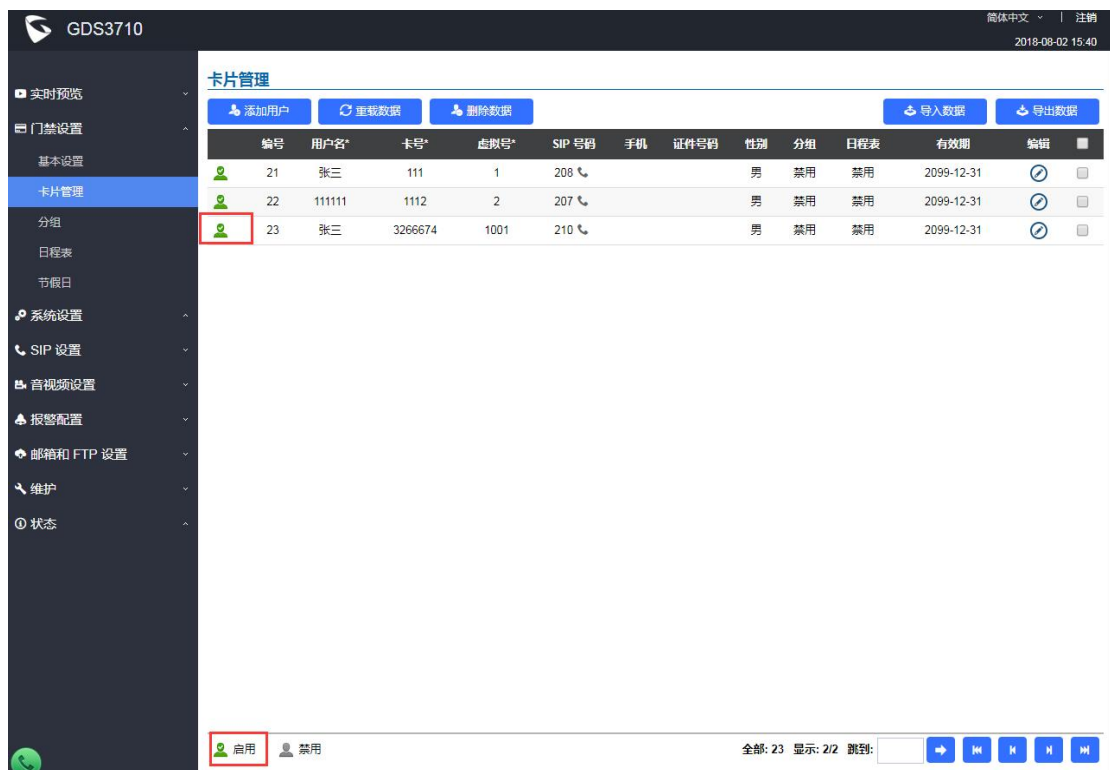 GDS3710
简体中文 | 注销
2018-08-02 15:40
实时预览
门禁设置
基本设置
卡片管理
分组
日程表
节假日
系统设置
SIP 设置
音视频设置
报警配置
邮箱和 FTP 设置
维护
状态
卡片管理
添加用户 重载数据 删除数据 导入数据 导出数据
编号 用户名* 卡号* 虚拟号* SIP 号码 手机 证件号码 性别 分组 日程表 有效期 编辑
21 张三 111 1 208 男 禁用 禁用 2099-12-31
22 111111 1112 2 207 男 禁用 禁用 2099-12-31
23 张三 3266674 1001 210 男 禁用 禁用 2099-12-31
启用 禁用 全部: 23 显示: 2/2 跳到: